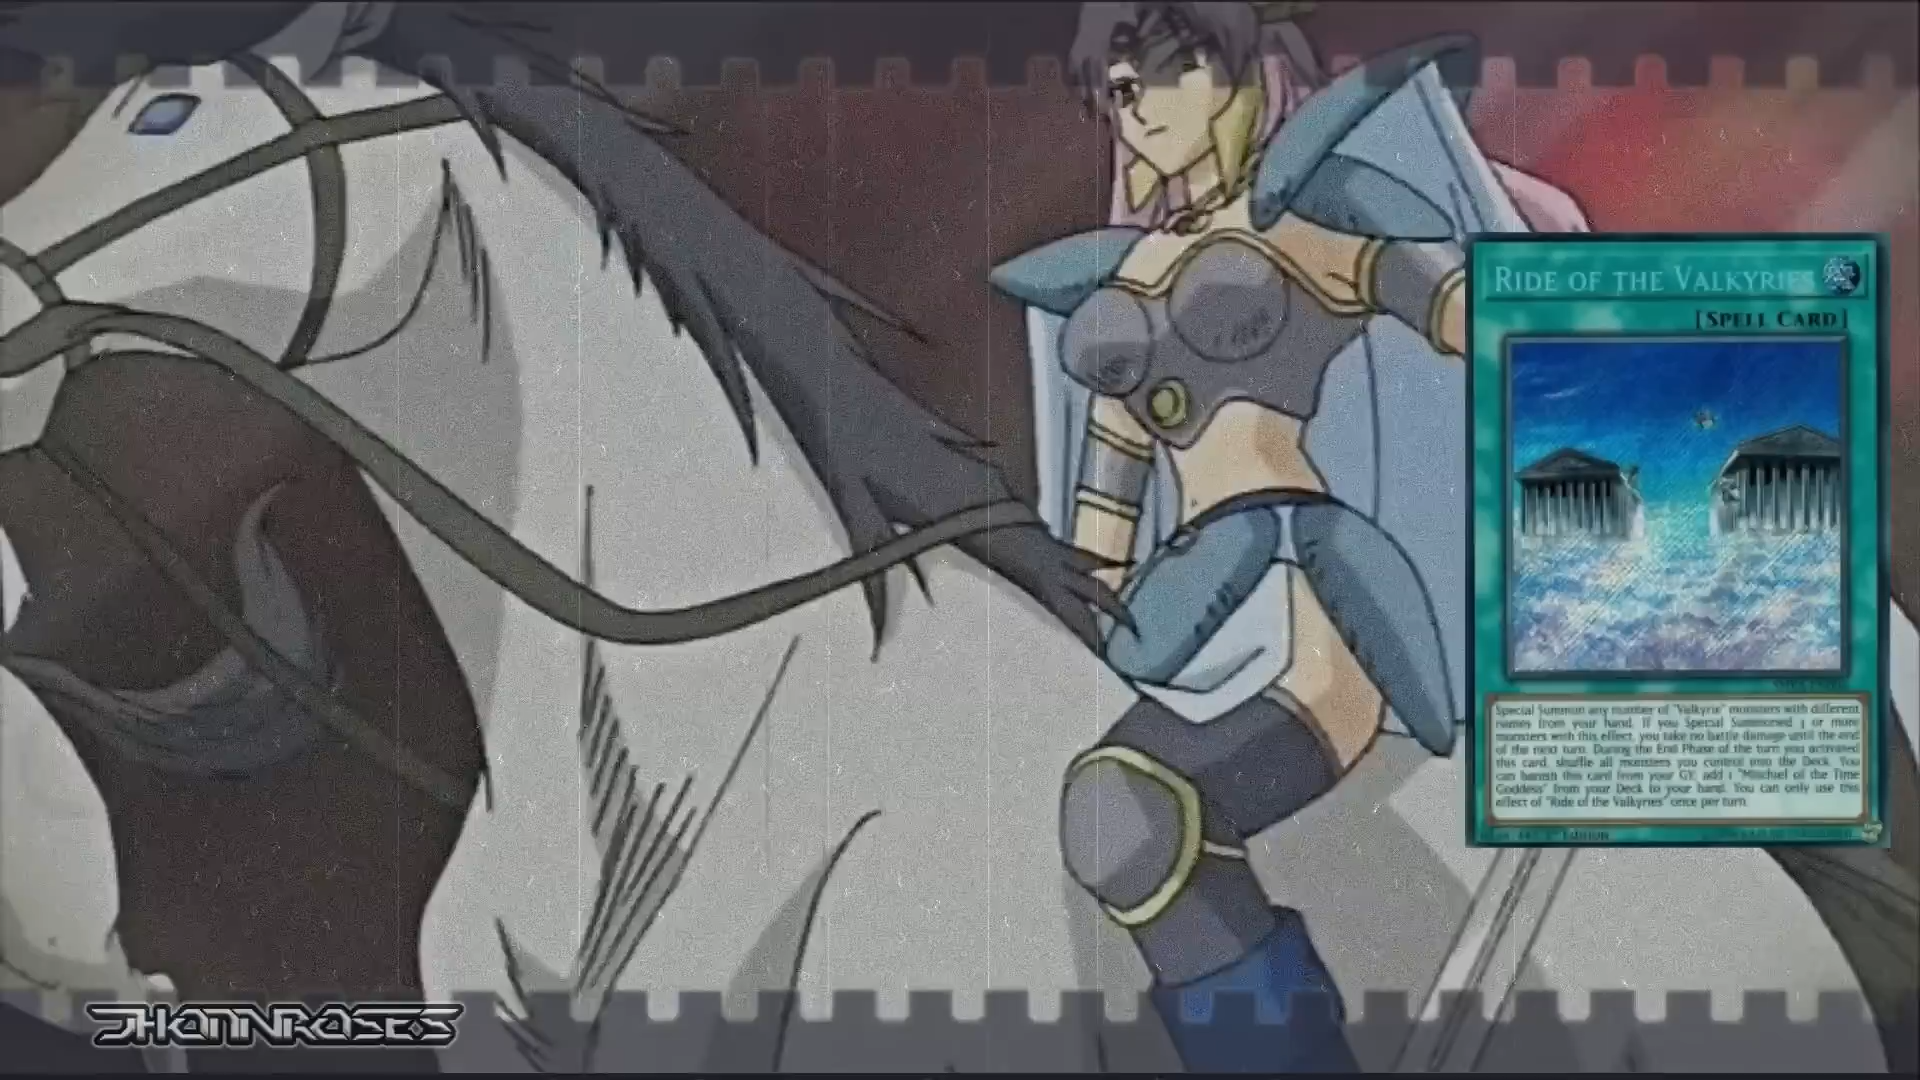 RIDE OF THE VALKYRIES
[SPELL CARD]
Special Summon any number of "Valkyrie" monsters with different
names from your hand. If you Special Summoned 3 or more
monsters with this effect, you take no battle damage until the end
of the next turn. During the End Phase of the turn you activated
this card, shuffle all monsters you control into the Deck. You
can banish this card from your GY; add 1 "Mischief of the Time
Goddess" from your Deck to your hand. You can only use this
effect of "Ride of the Valkyries" once per turn.
Edition
JHONNROSES